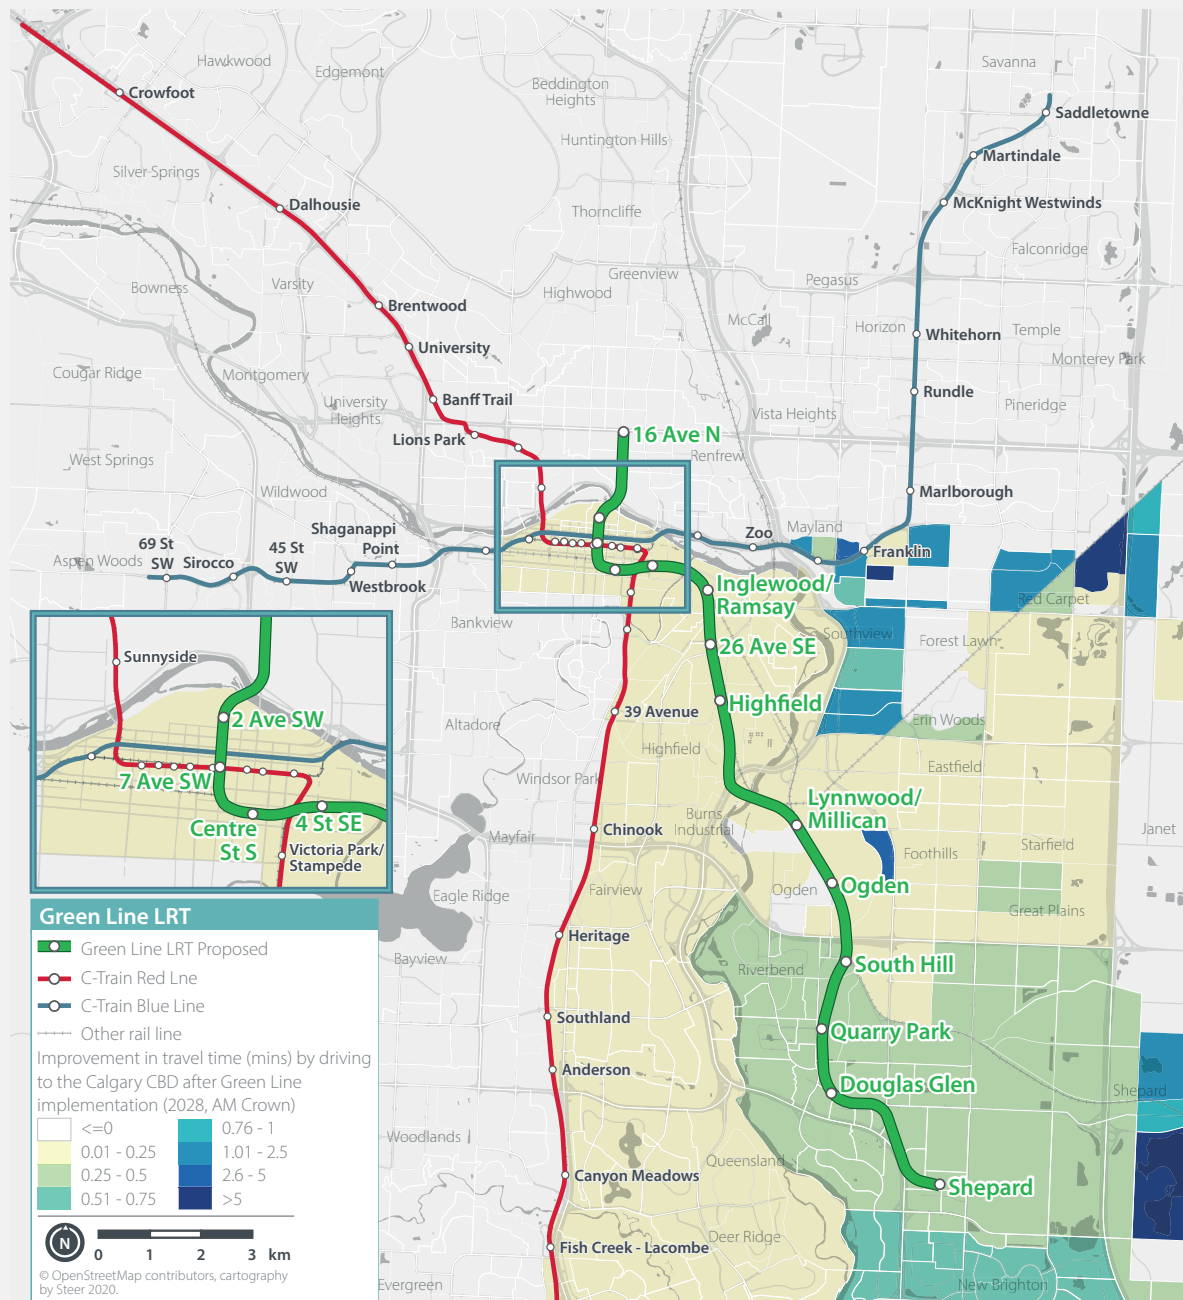 Savanna
Hawkwood
Edgemont
Beddington
Heights
Crowfoot
Saddletowne
Huntington Hills
Martindale
Silver Springs
McKnight Westwinds
Dalhousie
Thorncliffe
Falconridge
Greenview
Pegasus
Bowness
Varsity
Highwood
Brentwood
McCall
Horizon
Whitehorn
Temple
University
Monterey Park
Cougar Ridge
Montgomery
Rundle
University
Heights
Banff Trail
Pineridge
Vista Heights
Lions Park
16 Ave N
Renfrew
West Springs
Wildwood
Marlborough
Shaganappi
Point
Mayland
Zoo
69 St
SW
45 St
SW
Franklin
Aspen Woods
Sirocco
Westbrook
Inglewood/
Ramsay
Red Carpet
Bankview
Southview
Forest Lawn
26 Ave SE
Sunnyside
Highfield
39 Avenue
2 Ave SW
Altadore
Erin Woods
Highfield
Eastfield
7 Ave SW
Windsor Park
Lynnwood/
Millican
Centre
St S
4 St SE
Burns
Industrial
Chinook
Mayfair
Janet
Starfield
Victoria Park/
Stampede
Foothills
Fairview
Ogden
Ogden
Eagle Ridge
Great Plains
Heritage
Bayview
South Hill
Riverbend
Southland
Quarry Park
Anderson
Douglas Glen
Shepard
Woodlands
Queensland
Canyon Meadows
Shepard
Deer Ridge
Fish Creek - Lacombe
Evergreen
New Brighton
Green Line LRT
Green Line LRT Proposed
C-Train Red Lne
C-Train Blue Line
Other rail line
Improvement in travel time (mins) by driving
to the Calgary CBD after Green Line
implementation (2028, AM Crown)
<=0
0.76 - 1
0.01 - 0.25
1.01 - 2.5
0.25 - 0.5
2.6 - 5
0.51 - 0.75
>5
N
0 1 2 3 km
© OpenStreetMap contributors, cartography
by Steer 2020.